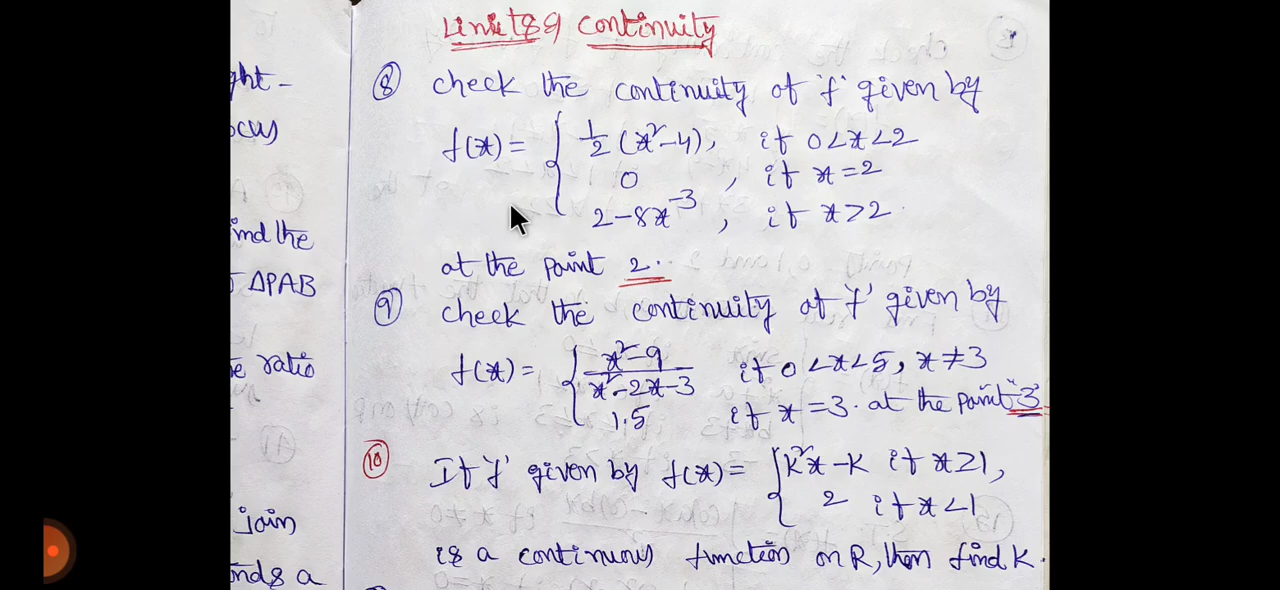 ght-
ocus
ind the
ΔPAB
e ratio
join
inds a
Limits & Continuity
⑧ check the continuity of 'f' given by
f(x) = { 1/2 (x²-4), if 0<x<2
0 , if x=2
2-8x⁻³ , if x>2.
at the point 2.
⑨ check the continuity of 'f' given by
f(x) = { x²-9 / x²-2x-3 if 0<x<5, x≠3
1.5 if x=3. at the point '3'
⑩ If 'f' given by f(x) = { k²x-k if x≥1,
2 if x<1
is a continuous function on R, then find k.